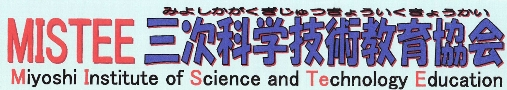 みよしかがくぎじゅつきょういくきょうかい
MISTEE 三次科学技術教育協会
Miyoshi Institute of Science and Technology Education